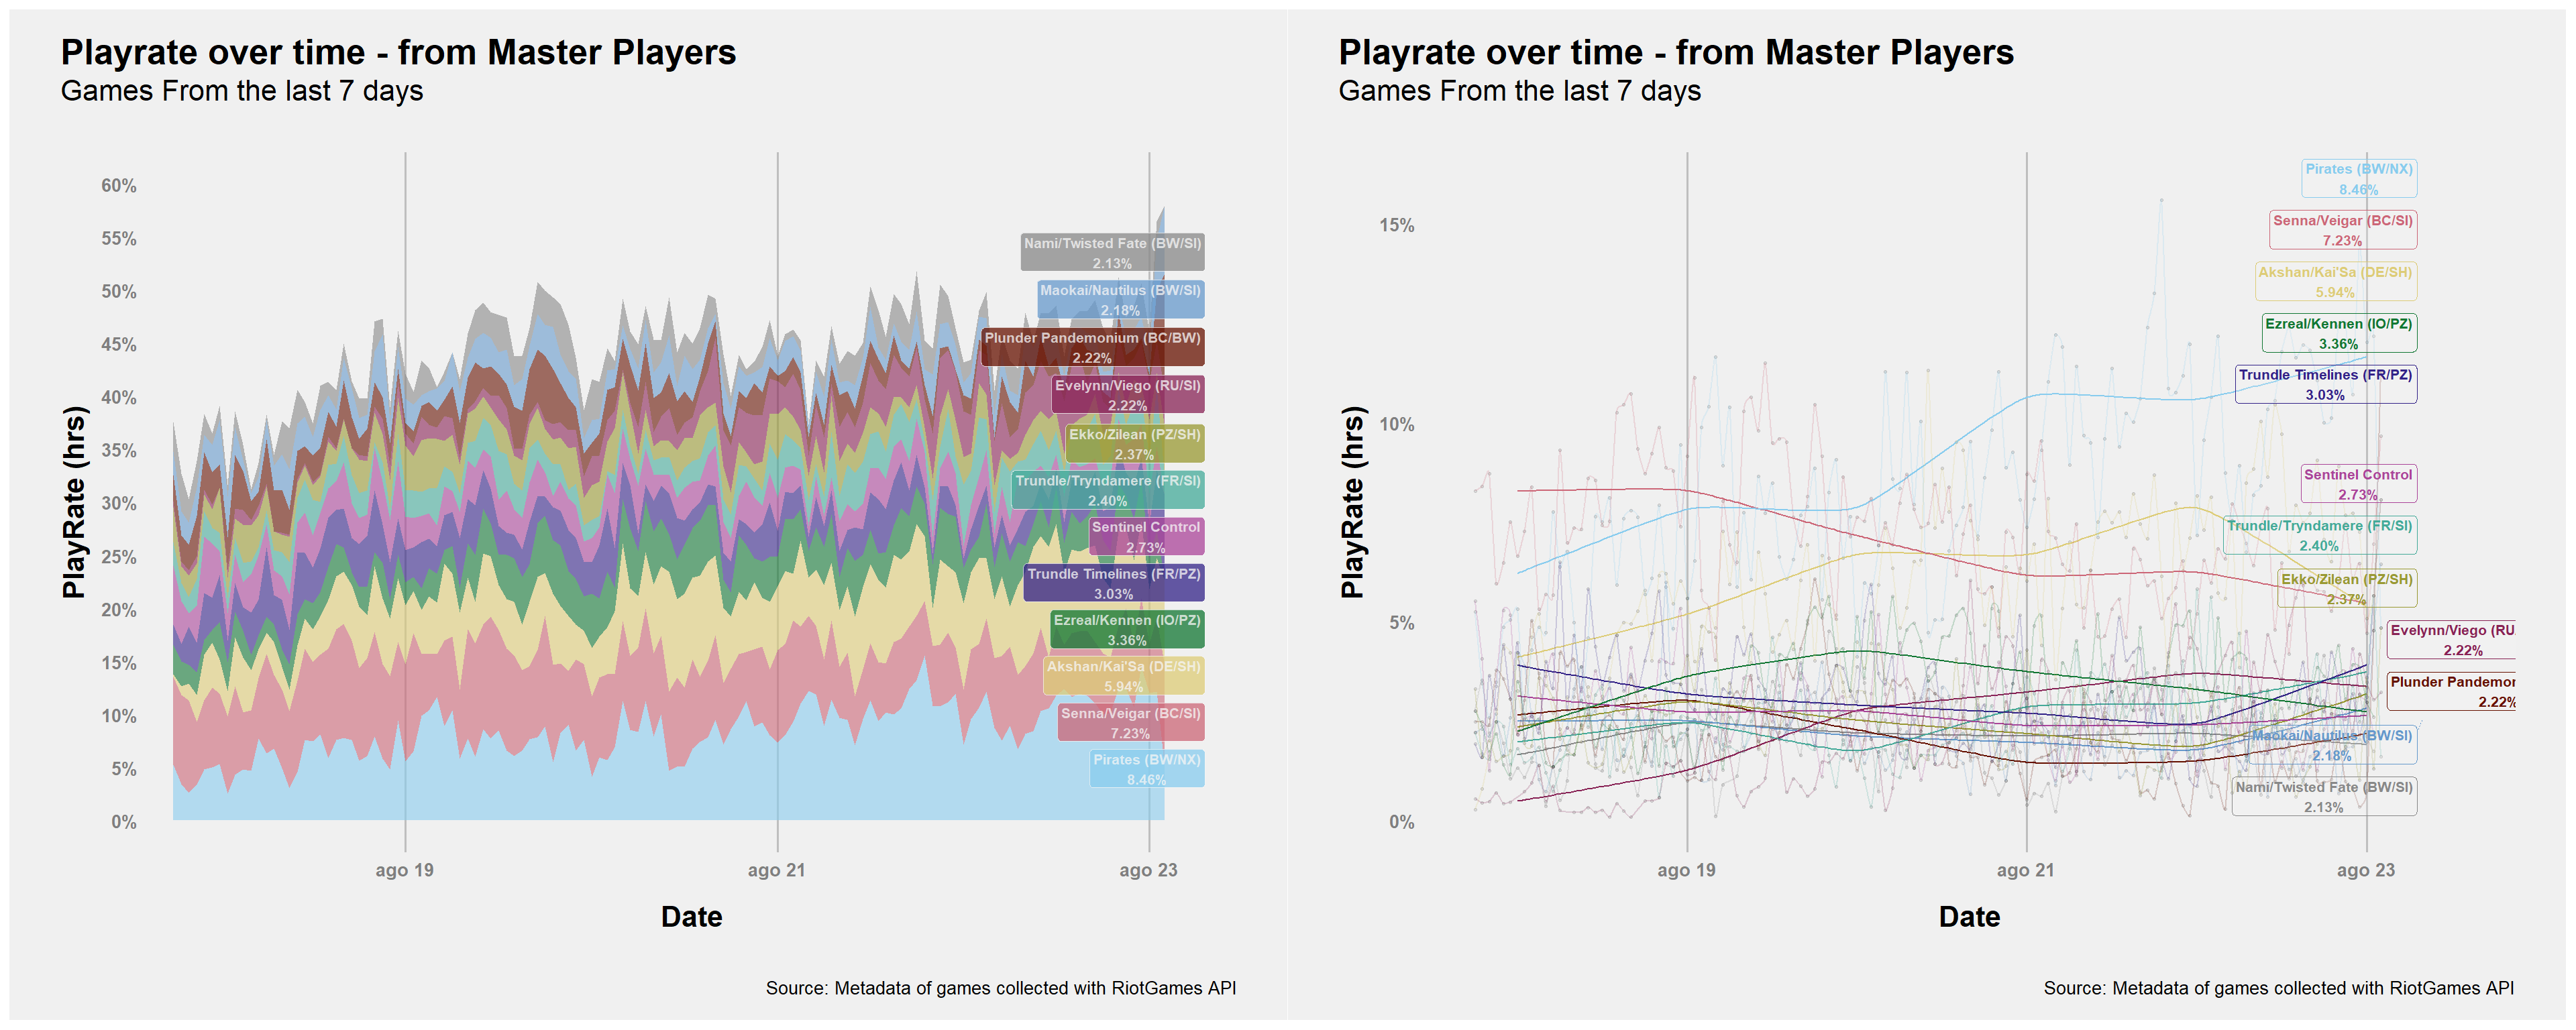 Playrate over time - from Master Players
Games From the last 7 days
PlayRate (hrs)
60%
55%
50%
45%
40%
35%
30%
25%
20%
15%
10%
5%
0%
Nami/Twisted Fate (BW/SI)
2.13%
Maokai/Nautilus (BW/SI)
2.18%
Plunder Pandemonium (BC/BW)
2.22%
Evelynn/Viego (RU/SI)
2.22%
Ekko/Zilean (PZ/SH)
2.37%
Trundle/Tryndamere (FR/SI)
2.40%
Sentinel Control
2.73%
Trundle Timelines (FR/PZ)
3.03%
Ezreal/Kennen (IO/PZ)
3.36%
Akshan/Kai'Sa (DE/SH)
5.94%
Senna/Veigar (BC/SI)
7.23%
Pirates (BW/NX)
8.46%
ago 19
ago 21
ago 23
Date
Source: Metadata of games collected with RiotGames API
Playrate over time - from Master Players
Games From the last 7 days
PlayRate (hrs)
15%
10%
5%
0%
Pirates (BW/NX)
8.46%
Senna/Veigar (BC/SI)
7.23%
Akshan/Kai'Sa (DE/SH)
5.94%
Ezreal/Kennen (IO/PZ)
3.36%
Trundle Timelines (FR/PZ)
3.03%
Sentinel Control
2.73%
Trundle/Tryndamere (FR/SI)
2.40%
Ekko/Zilean (PZ/SH)
2.37%
Evelynn/Viego (RU
2.22%
Plunder Pandemon
2.22%
Maokai/Nautilus (BW/SI)
2.18%
Nami/Twisted Fate (BW/SI)
2.13%
ago 19
ago 21
ago 23
Date
Source: Metadata of games collected with RiotGames API